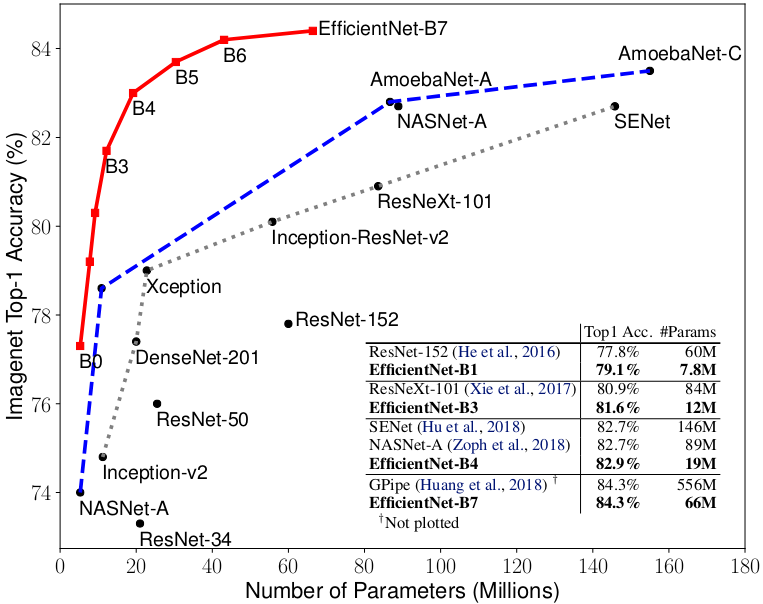 84
82
80
78
76
74
0
20
40
60
80
100
120
140
160
180
Imagenet Top-1 Accuracy (%)
Number of Parameters (Millions)
EfficientNet-B7
B6
B5
B4
B3
B0
AmoebaNet-C
AmoebaNet-A
NASNet-A
SENet
ResNeXt-101
Inception-ResNet-v2
Xception
ResNet-152
DenseNet-201
ResNet-50
Inception-v2
NASNet-A
ResNet-34
Top1 Acc. #Params
ResNet-152 (He et al., 2016) 77.8% 60M
EfficientNet-B1 79.1% 7.8M
ResNeXt-101 (Xie et al., 2017) 80.9% 84M
EfficientNet-B3 81.6% 12M
SENet (Hu et al., 2018) 82.7% 146M
NASNet-A (Zoph et al., 2018) 82.7% 89M
EfficientNet-B4 82.9% 19M
GPipe (Huang et al., 2018) † 84.3% 556M
EfficientNet-B7 84.3% 66M
†Not plotted